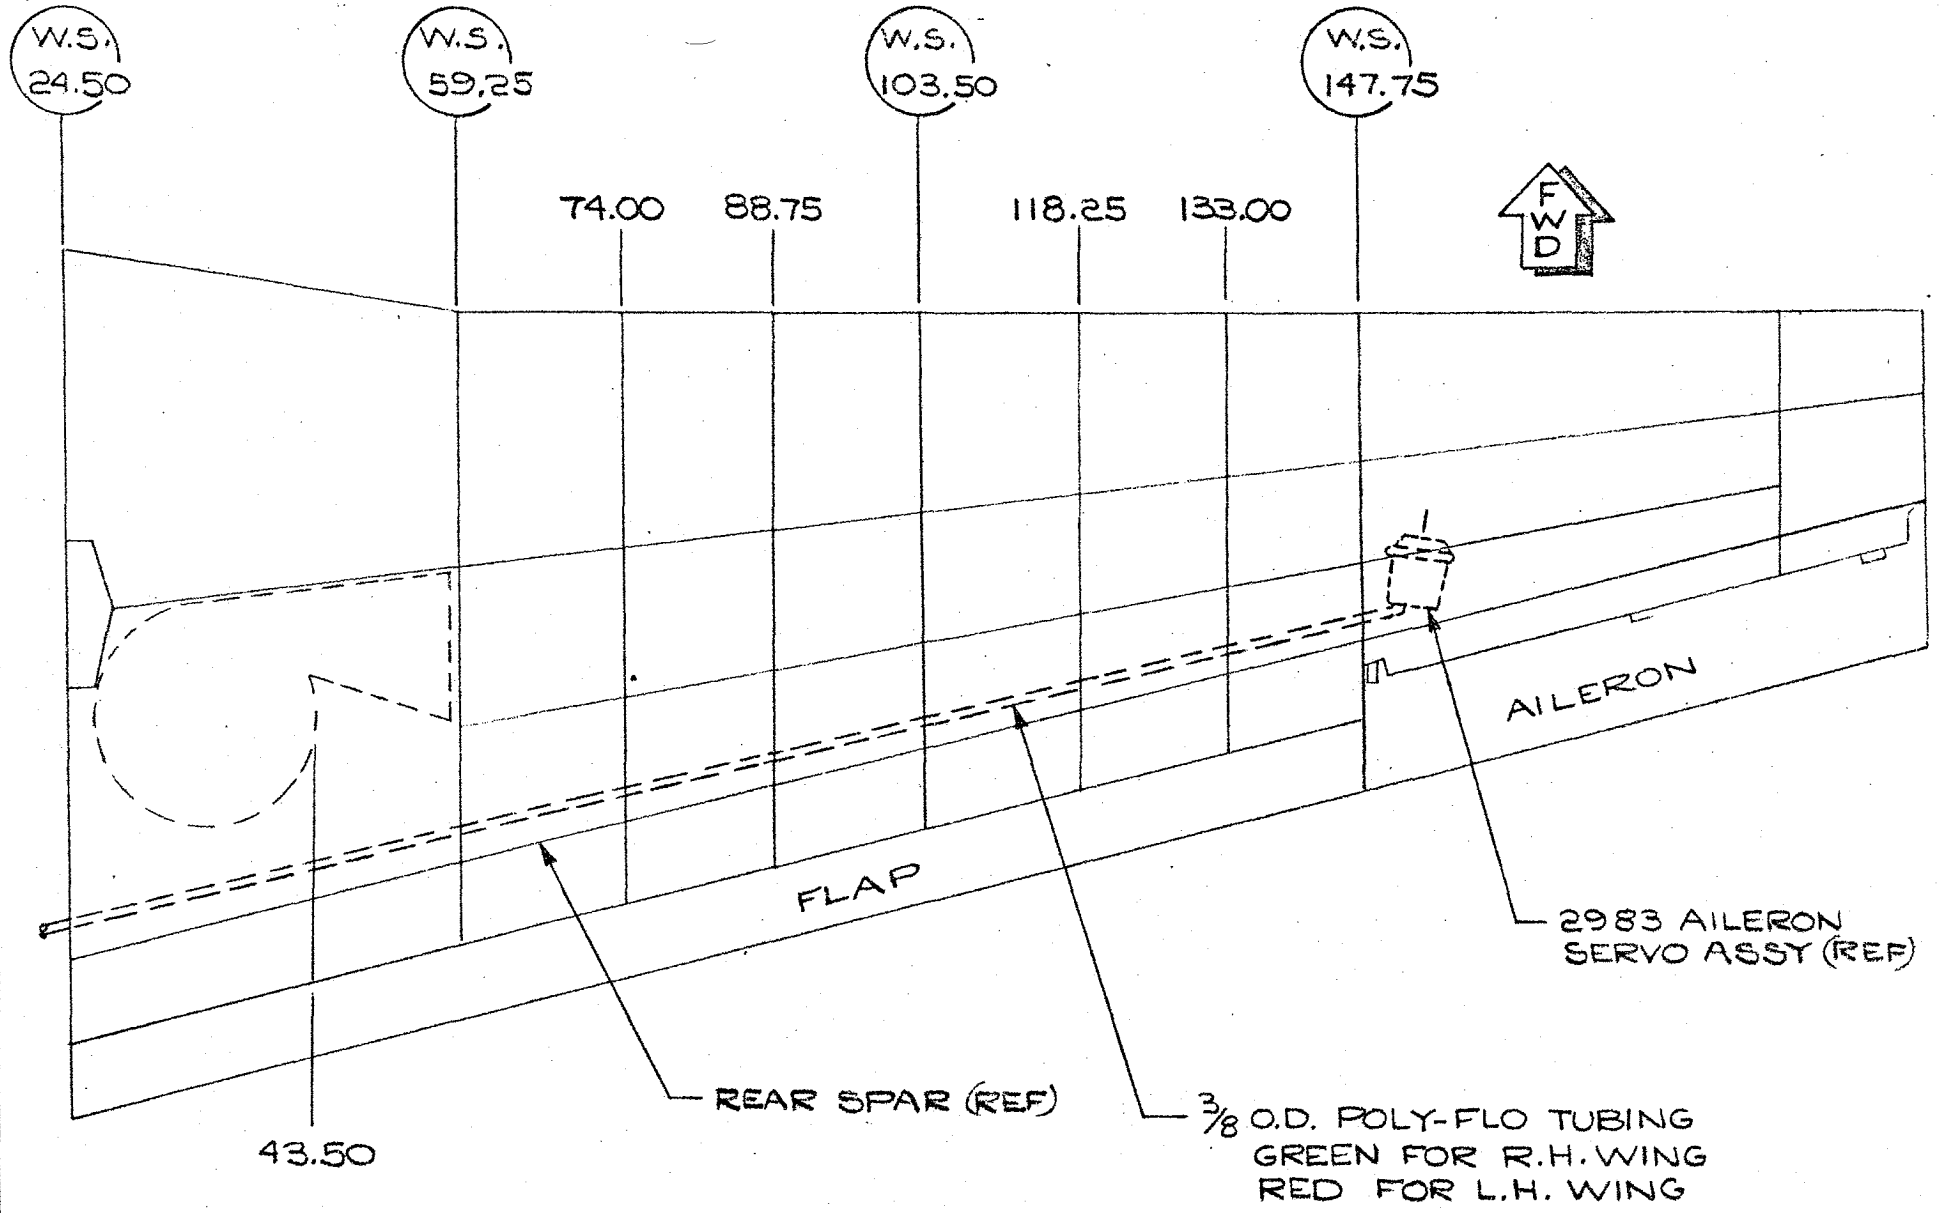 W.S.
24.50
W.S.
59.25
W.S.
103.50
W.S.
147.75
74.00
88.75
118.25
133.00
F
W
D
AILERON
FLAP
2983 AILERON
SERVO ASSY (REF)
REAR SPAR (REF)
3/8 O.D. POLY-FLO TUBING
GREEN FOR R.H. WING
RED FOR L.H. WING
43.50